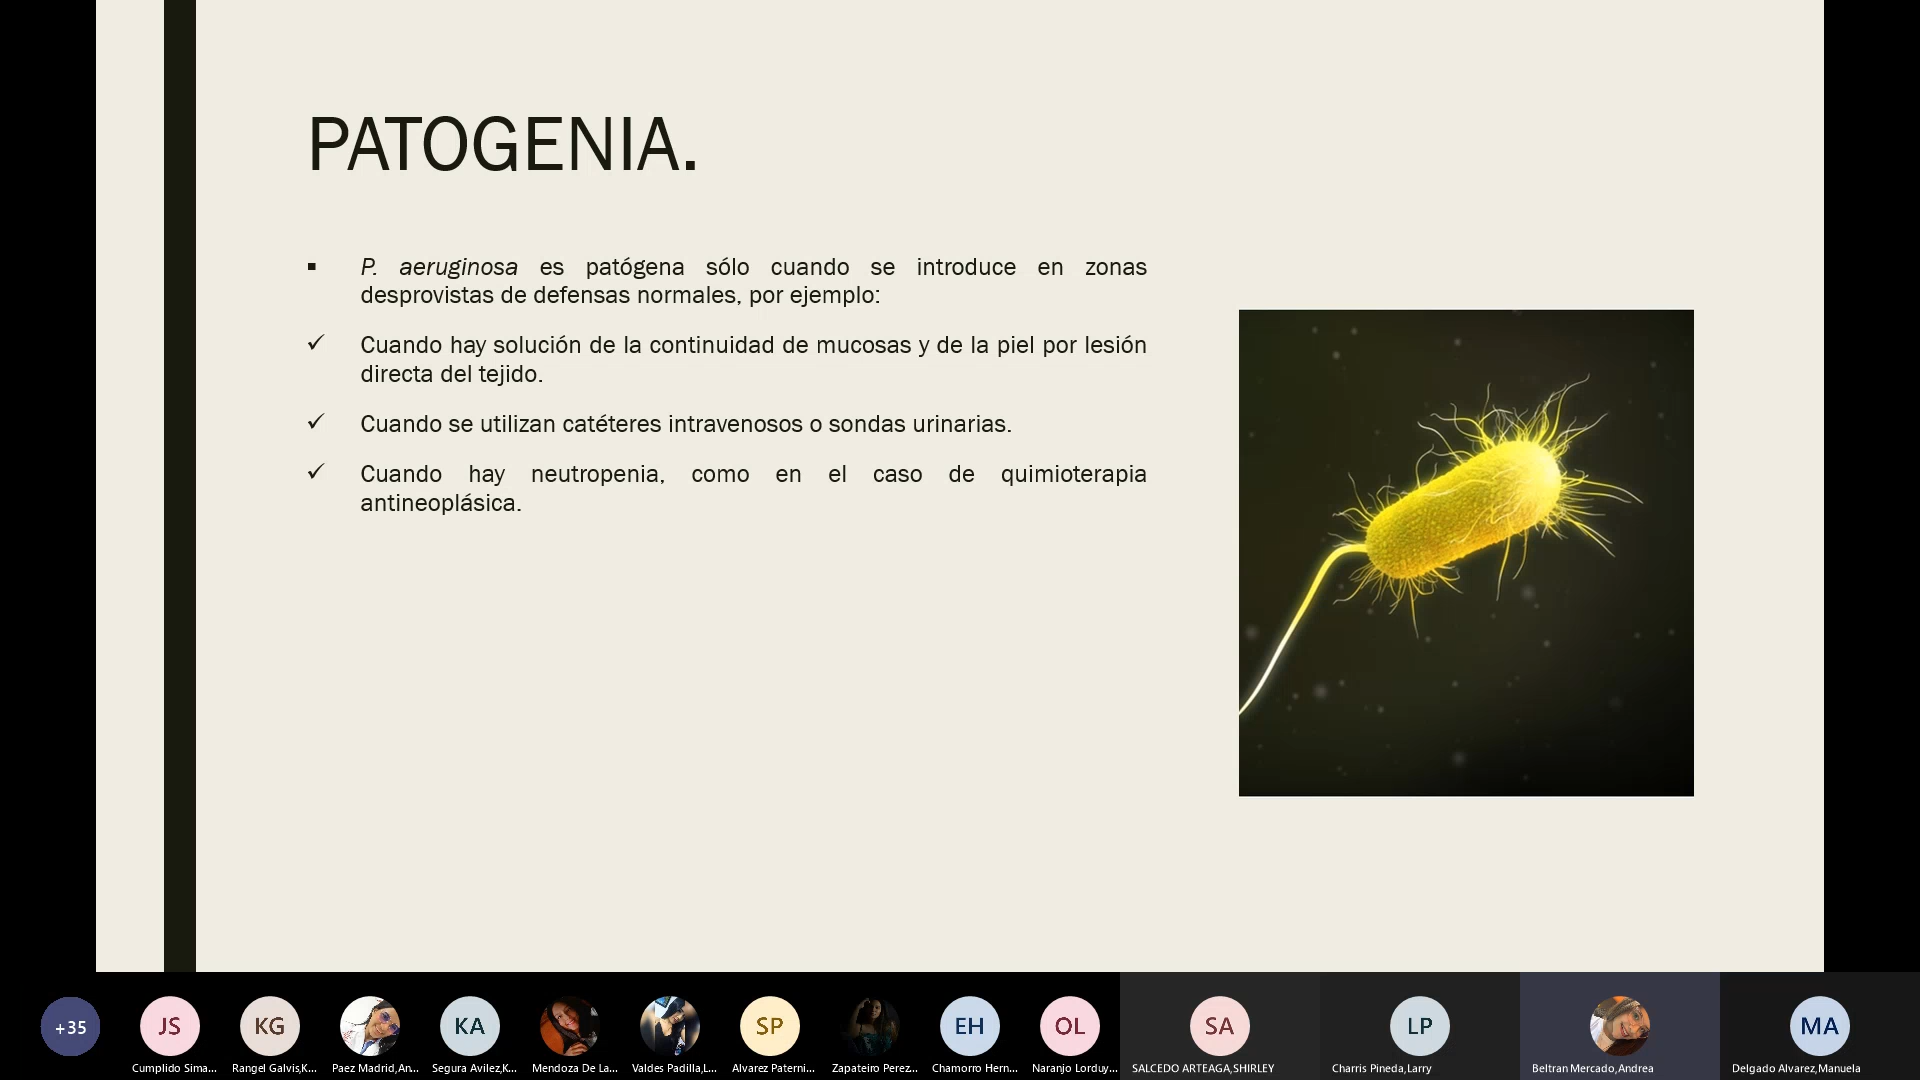 PATOGENIA.
▪ P. aeruginosa es patógena sólo cuando se introduce en zonas
desprovistas de defensas normales, por ejemplo:
✓ Cuando hay solución de la continuidad de mucosas y de la piel por lesión
directa del tejido.
✓ Cuando se utilizan catéteres intravenosos o sondas urinarias.
✓ Cuando hay neutropenia, como en el caso de quimioterapia
antineoplásica.
+35
JS
KG
KA
SP
EH
OL
SA
LP
MA
Cumplido Sima...
Rangel Galvis,K...
Paez Madrid,An...
Segura Avilez,K...
Mendoza De La...
Valdes Padilla,L...
Alvarez Paterni...
Zapateiro Perez...
Chamorro Hern...
Naranjo Lorduy...
SALCEDO ARTEAGA,SHIRLEY
Charris Pineda,Larry
Beltran Mercado,Andrea
Delgado Alvarez,Manuela